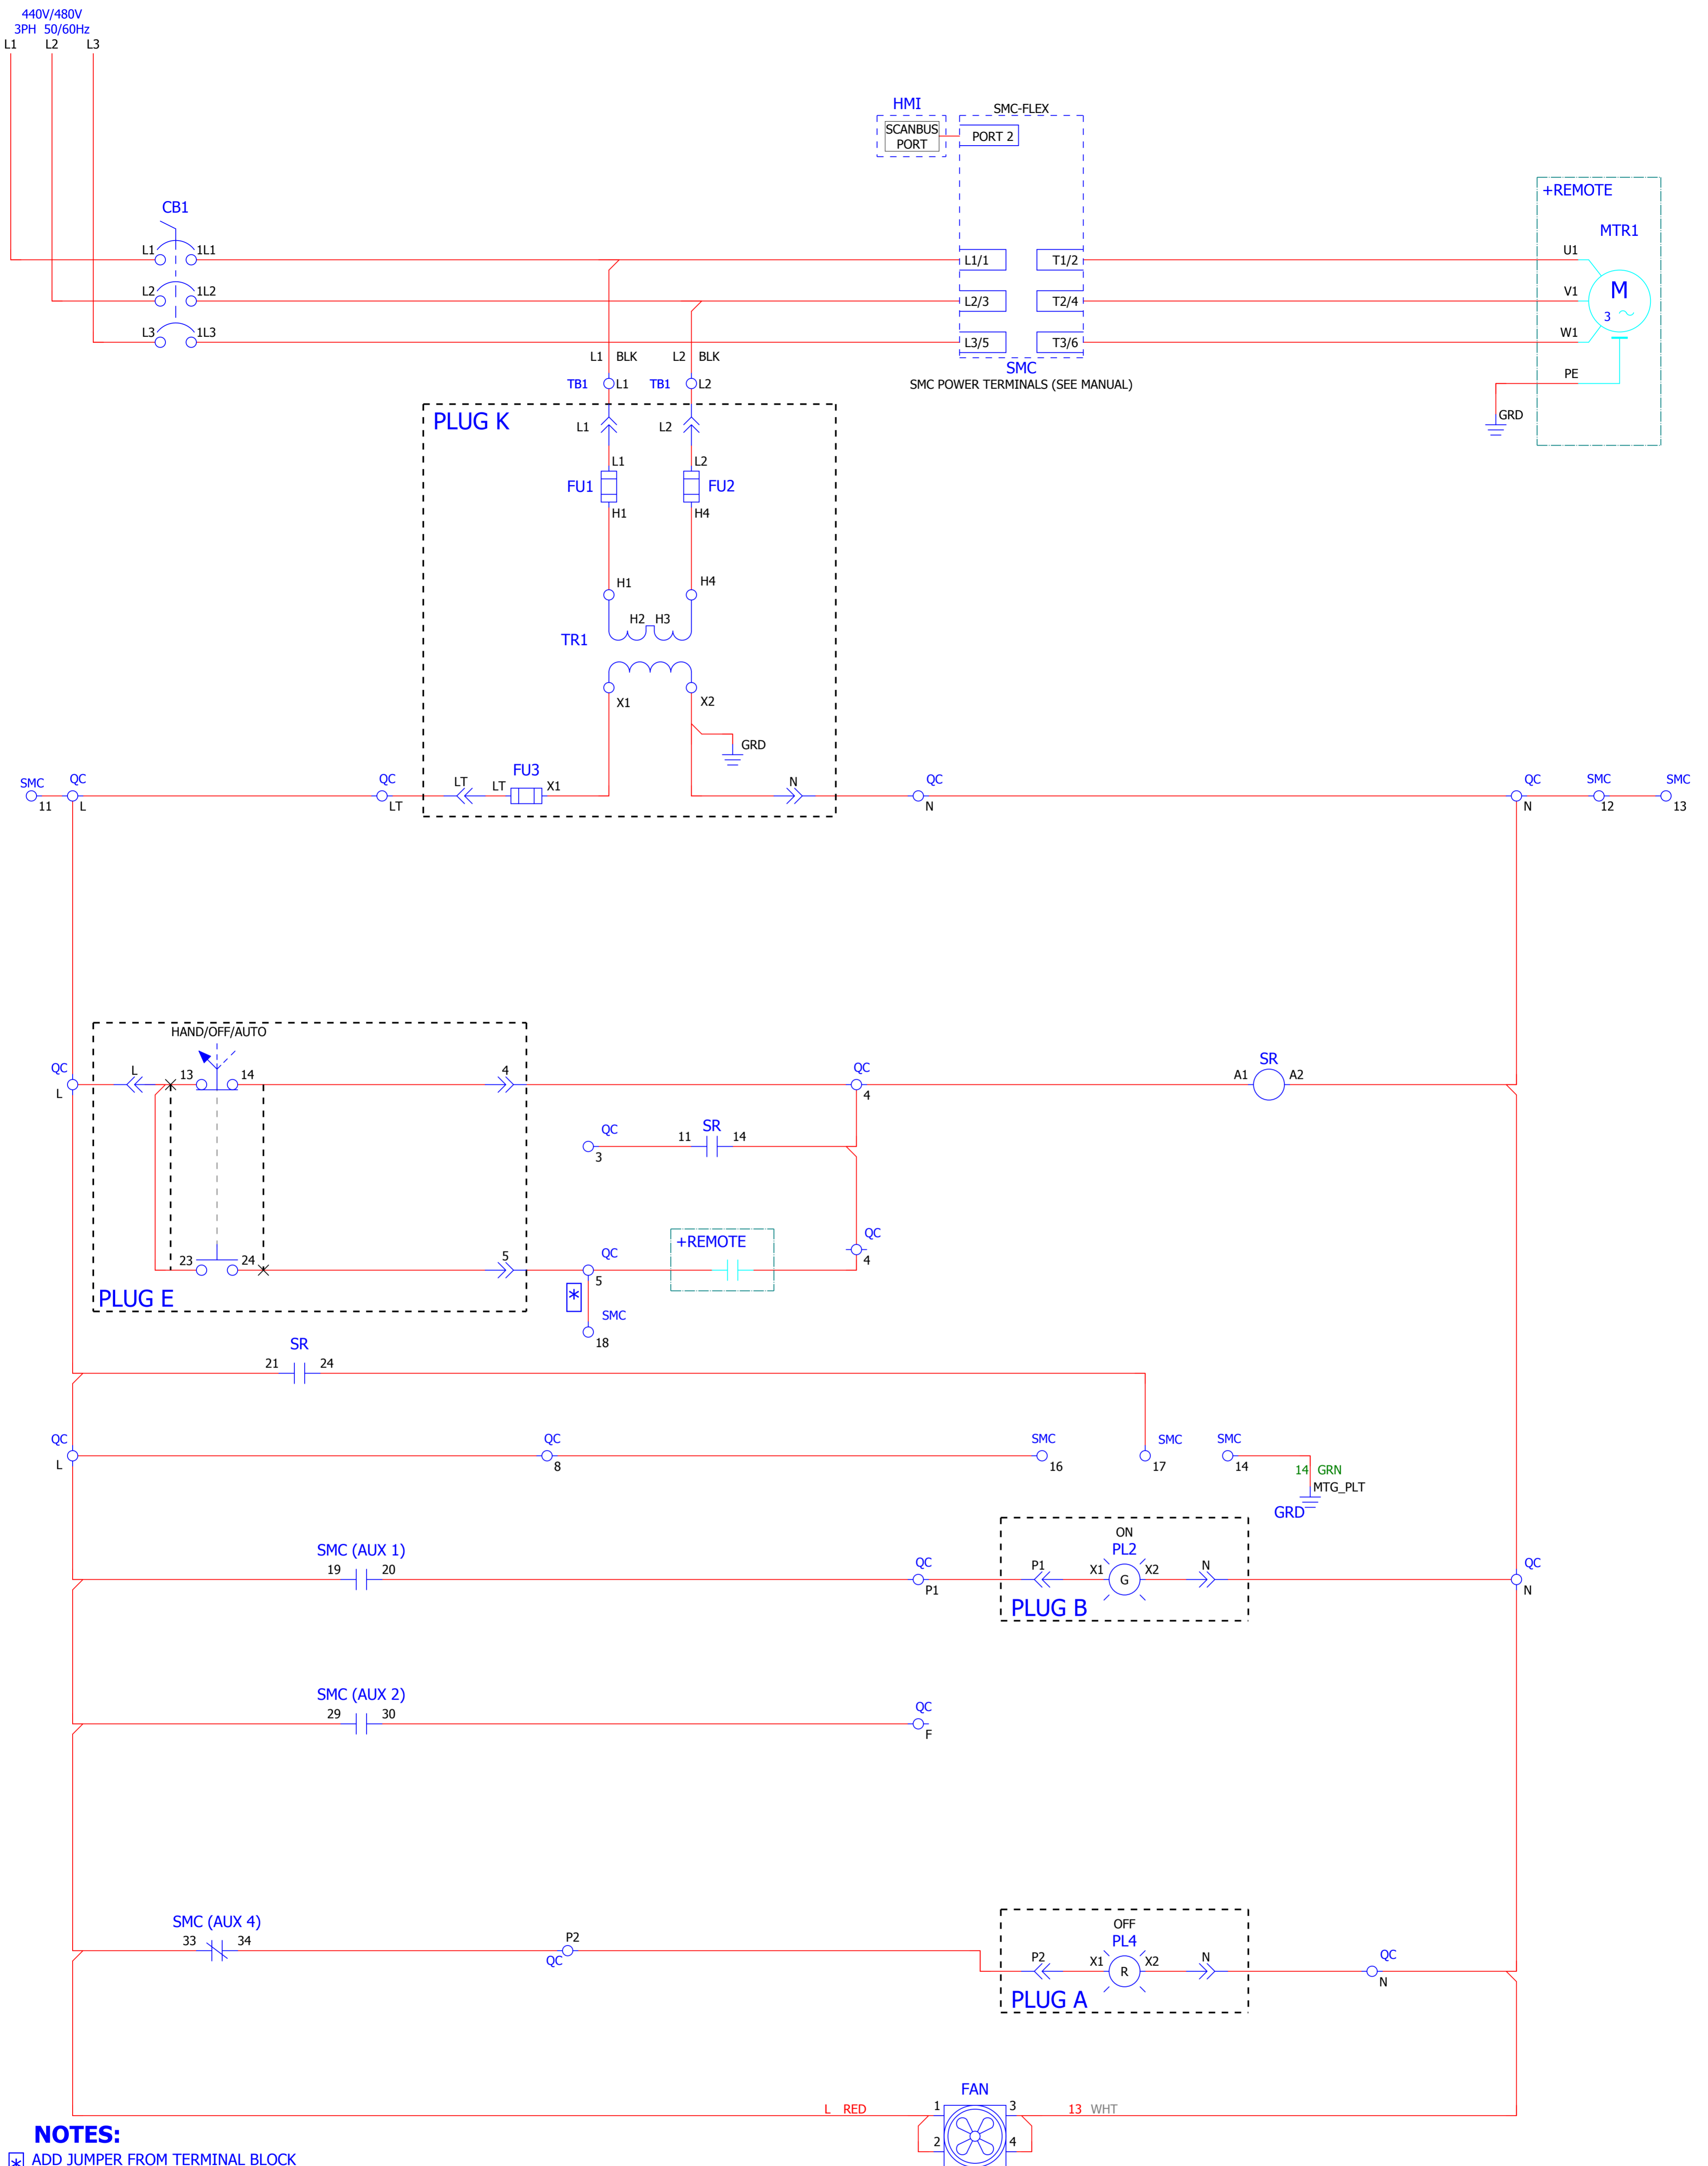 440V/480V
3PH 50/60Hz
L1 L2 L3
HMI
SMC-FLEX
SCANBUS
PORT
PORT 2
+REMOTE
CB1
MTR1
L1 1L1
L1/1 T1/2
U1
L2 1L2
L2/3 T2/4
V1
M
3
L3 1L3
L3/5 T3/6
W1
L1 BLK L2 BLK
SMC
SMC POWER TERMINALS (SEE MANUAL)
PE
TB1 L1 TB1 L2
GRD
PLUG K
L1 L2
L1 L2
FU1 FU2
H1 H4
H1 H4
H2 H3
TR1
X1 X2
GRD
SMC QC QC
LT LT FU3 X1
N
QC QC SMC SMC
11 L LT
N N 12 13
HAND/OFF/AUTO
QC L 13 14 4
QC
SR
A1 A2
L
4
QC 11 SR 14
3
+REMOTE
QC
23 24 5
QC
5 4
PLUG E
*
SMC
18
SR
21 24
QC QC SMC SMC SMC
L 8 16 17 14
14 GRN
MTG_PLT
GRD
ON
PL2
SMC (AUX 1)
19 20
QC
P1
P1 X1 G X2 N
QC
N
PLUG B
SMC (AUX 2)
29 30
QC
F
SMC (AUX 4)
33 34
P2
QC
OFF
PL4
P2 X1 R X2 N
QC
N
PLUG A
FAN
L RED 1 3 13 WHT
2 4
NOTES:
* ADD JUMPER FROM TERMINAL BLOCK